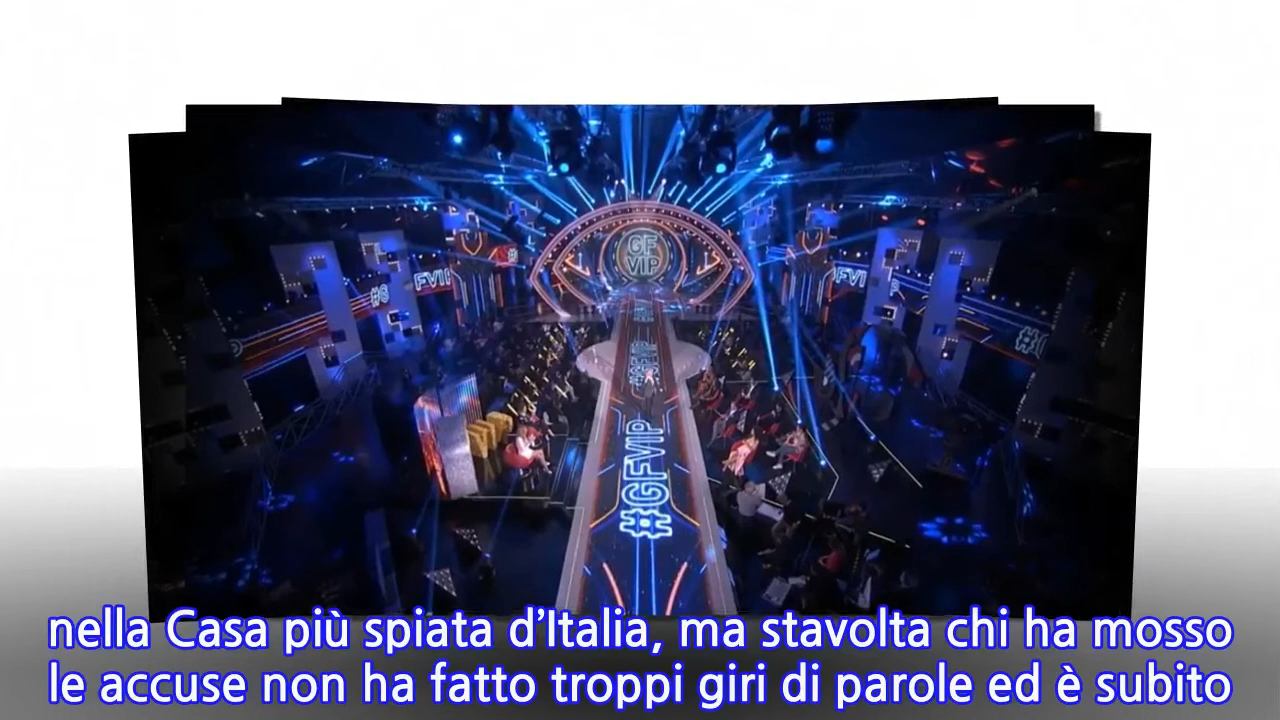 GF
VIP
#G
FVIP
#GFVIP
nella Casa più spiata d'Italia, ma stavolta chi ha mosso
le accuse non ha fatto troppi giri di parole ed è subito